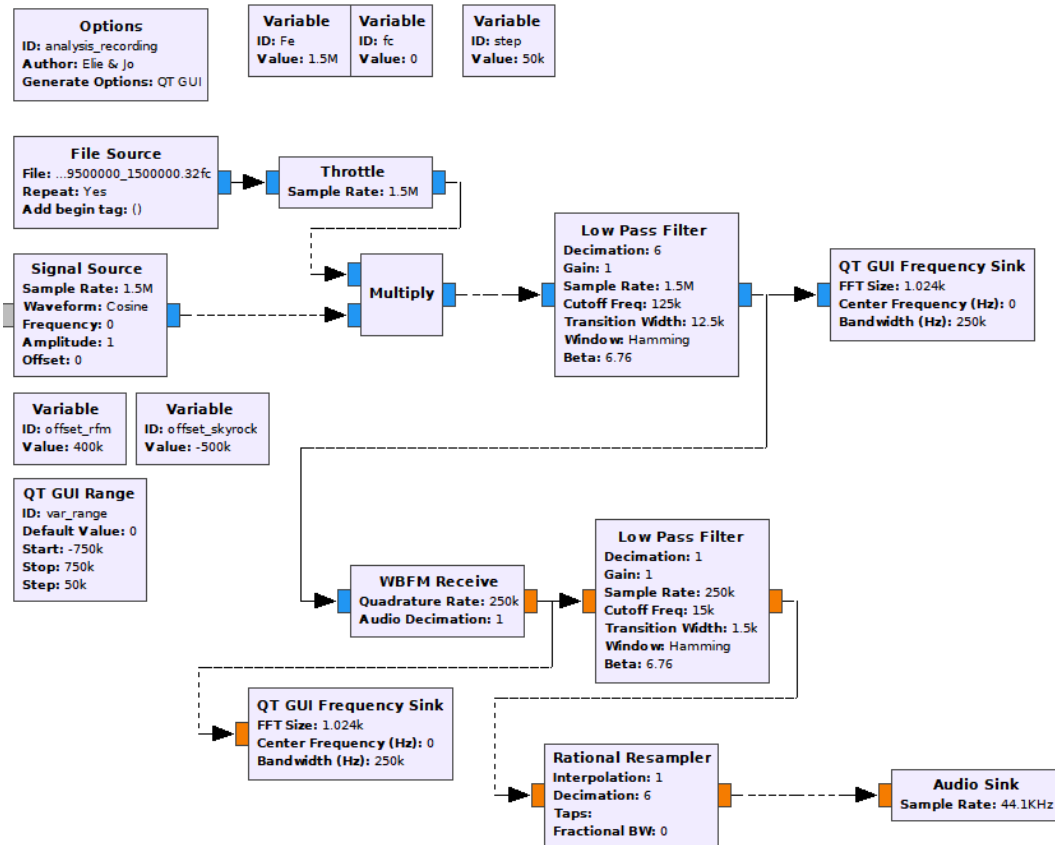 Options
ID: analysis_recording
Author: Elie & Jo
Generate Options: QT GUI
Variable
ID: Fe
Value: 1.5M
Variable
ID: fc
Value: 0
Variable
ID: step
Value: 50k
File Source
File: ...9500000_1500000.32fc
Repeat: Yes
Add begin tag: ()
Throttle
Sample Rate: 1.5M
Signal Source
Sample Rate: 1.5M
Waveform: Cosine
Frequency: 0
Amplitude: 1
Offset: 0
Multiply
Low Pass Filter
Decimation: 6
Gain: 1
Sample Rate: 1.5M
Cutoff Freq: 125k
Transition Width: 12.5k
Window: Hamming
Beta: 6.76
QT GUI Frequency Sink
FFT Size: 1.024k
Center Frequency (Hz): 0
Bandwidth (Hz): 250k
Variable
ID: offset_rfm
Value: 400k
Variable
ID: offset_skyrock
Value: -500k
QT GUI Range
ID: var_range
Default Value: 0
Start: -750k
Stop: 750k
Step: 50k
WBFM Receive
Quadrature Rate: 250k
Audio Decimation: 1
Low Pass Filter
Decimation: 1
Gain: 1
Sample Rate: 250k
Cutoff Freq: 15k
Transition Width: 1.5k
Window: Hamming
Beta: 6.76
QT GUI Frequency Sink
FFT Size: 1.024k
Center Frequency (Hz): 0
Bandwidth (Hz): 250k
Rational Resampler
Interpolation: 1
Decimation: 6
Taps:
Fractional BW: 0
Audio Sink
Sample Rate: 44.1KHz